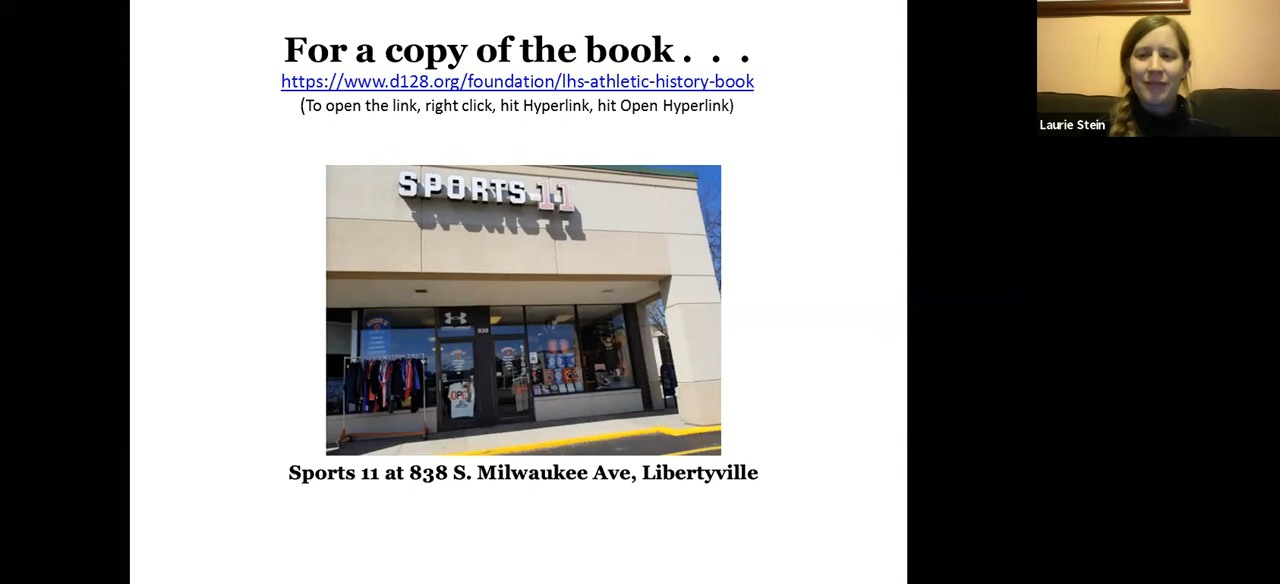 For a copy of the book . . .
https://www.d128.org/foundation/lhs-athletic-history-book
(To open the link, right click, hit Hyperlink, hit Open Hyperlink)
Laurie Stein
SPORTS 11
838
Sports 11 at 838 S. Milwaukee Ave, Libertyville